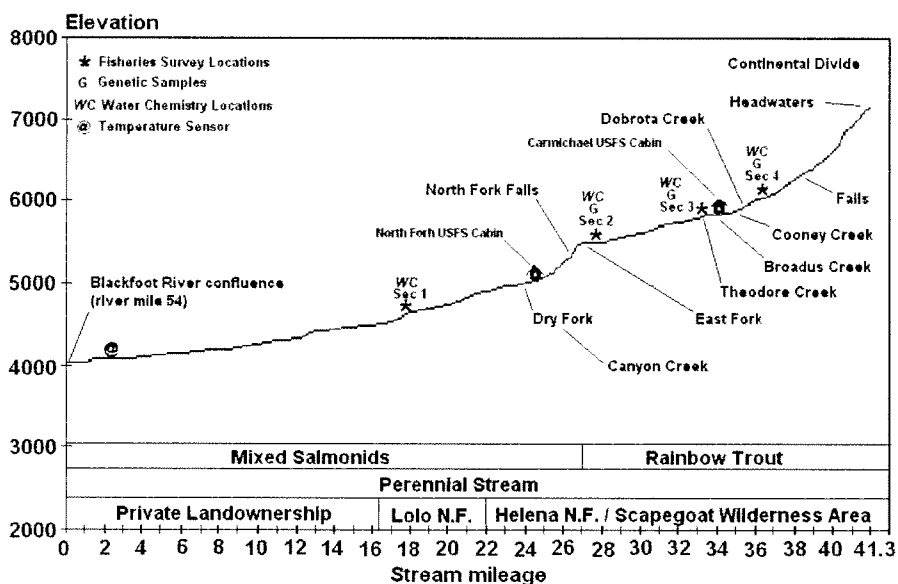 Elevation
8000
7000
6000
5000
4000
3000
2000
★ Fisheries Survey Locations
G Genetic Samples
WC Water Chemistry Locations
@ Temperature Sensor
Continental Divide
Headwaters
Dobrota Creek
Carmichael USFS Cabin
WC
G
Sec 4
North Fork Falls
WC
G
Sec 3
WC
G
Sec 2
Falls
North Fork USFS Cabin
Cooney Creek
Broadus Creek
Blackfoot River confluence
(river mile 54)
WC
Sec 1
Theodore Creek
Dry Fork
East Fork
Canyon Creek
@
Mixed Salmonids
Rainbow Trout
Perennial Stream
Private Landownership
Lolo N.F.
Helena N.F. / Scapegoat Wilderness Area
0 2 4 6 8 10 12 14 16 18 20 22 24 26 28 30 32 34 36 38 40 41.3
Stream mileage